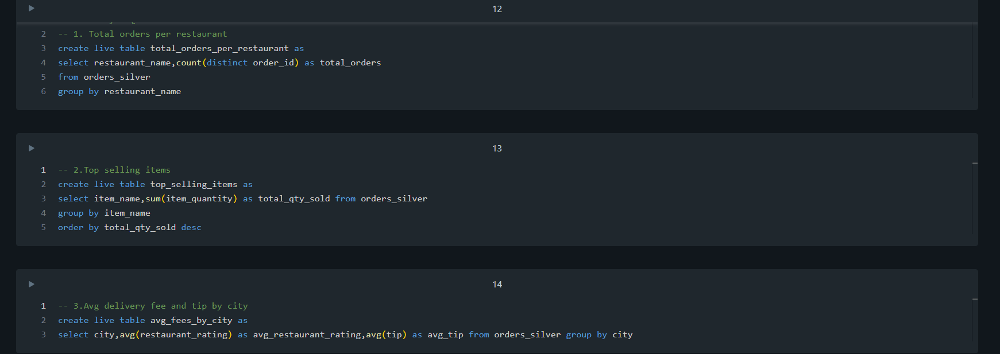 12
2 -- 1. Total orders per restaurant
3 create live table total_orders_per_restaurant as
4 select restaurant_name,count(distinct order_id) as total_orders
5 from orders_silver
6 group by restaurant_name
13
1 -- 2.Top selling items
2 create live table top_selling_items as
3 select item_name,sum(item_quantity) as total_qty_sold from orders_silver
4 group by item_name
5 order by total_qty_sold desc
14
1 -- 3.Avg delivery fee and tip by city
2 create live table avg_fees_by_city as
3 select city,avg(restaurant_rating) as avg_restaurant_rating,avg(tip) as avg_tip from orders_silver group by city